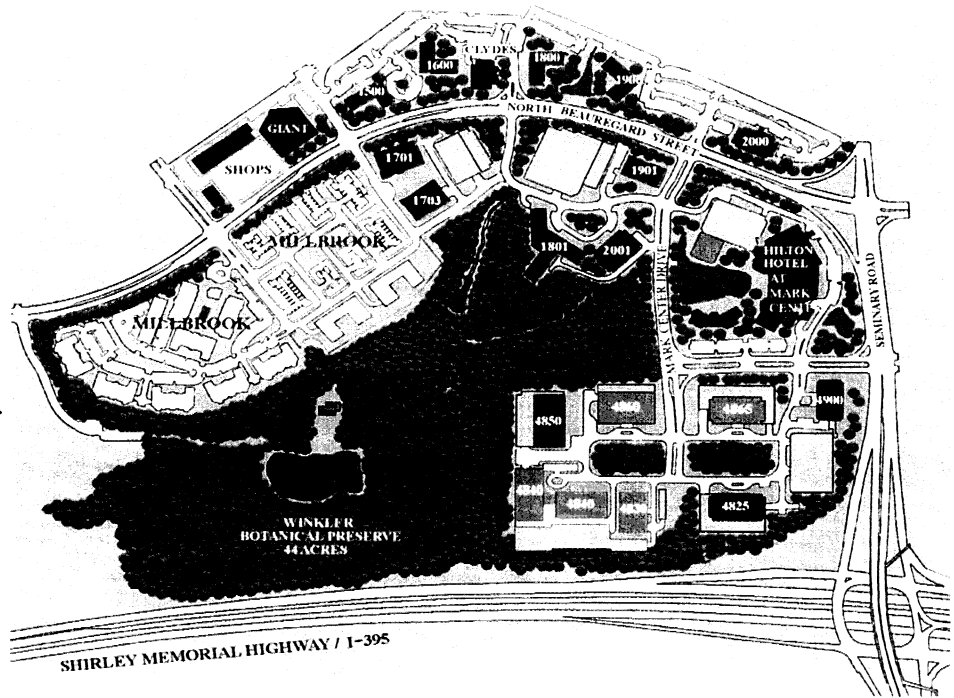 CLYDES
1600
1800
1500
1900
GIANT
NORTH BEAUREGARD STREET
2000
SHOPS
1701
1901
1703
MILLBROOK
1801
2001
HILTON
HOTEL
AT
MARK
CENTER
MARK CENTER DRIVE
SEMINARY ROAD
MILLBROOK
4850
4860
4900
4825
WINKLER
BOTANICAL PRESERVE
44 ACRES
SHIRLEY MEMORIAL HIGHWAY / I-395